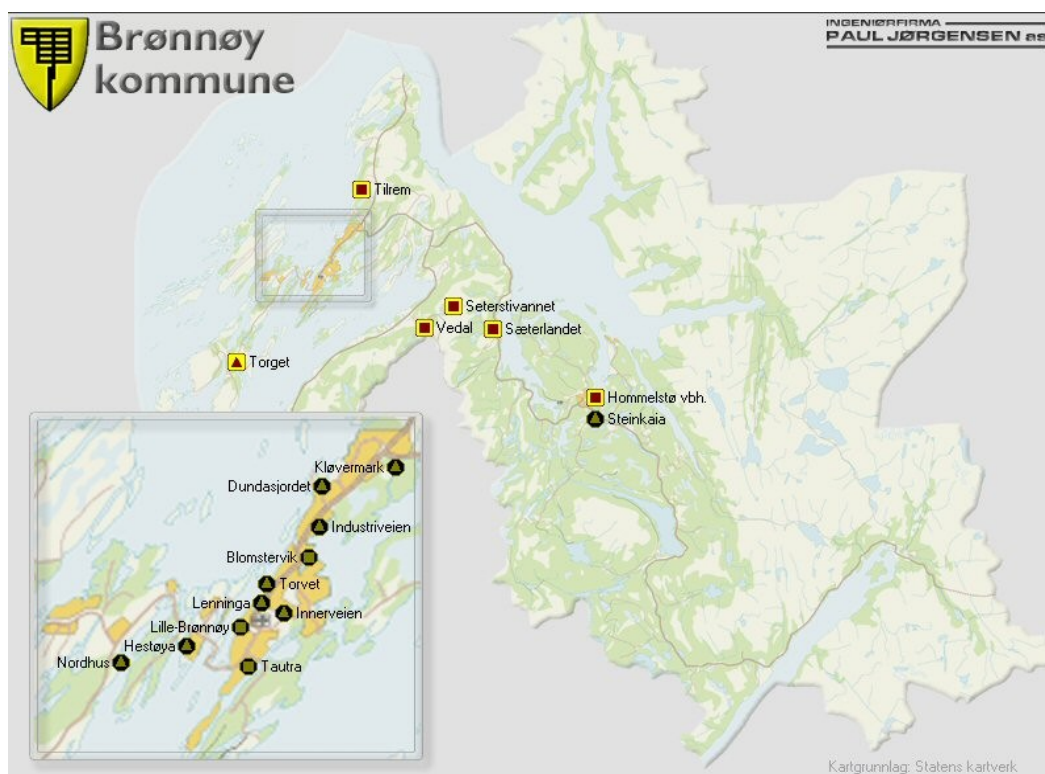 Brønnøy
kommune
INGENIØRFIRMA
PAUL JØRGENSEN as
Tilrem
Seterstivannet
Vedal
Sæterlandet
Torget
Hommelstø vbh.
Steinkaia
Kløvermark
Dundasjordet
Industriveien
Blomstervik
Torvet
Lenninga
Innerveien
Lille-Brønnøy
Hestøya
Nordhus
Tautra
Kartgrunnlag: Statens kartverk